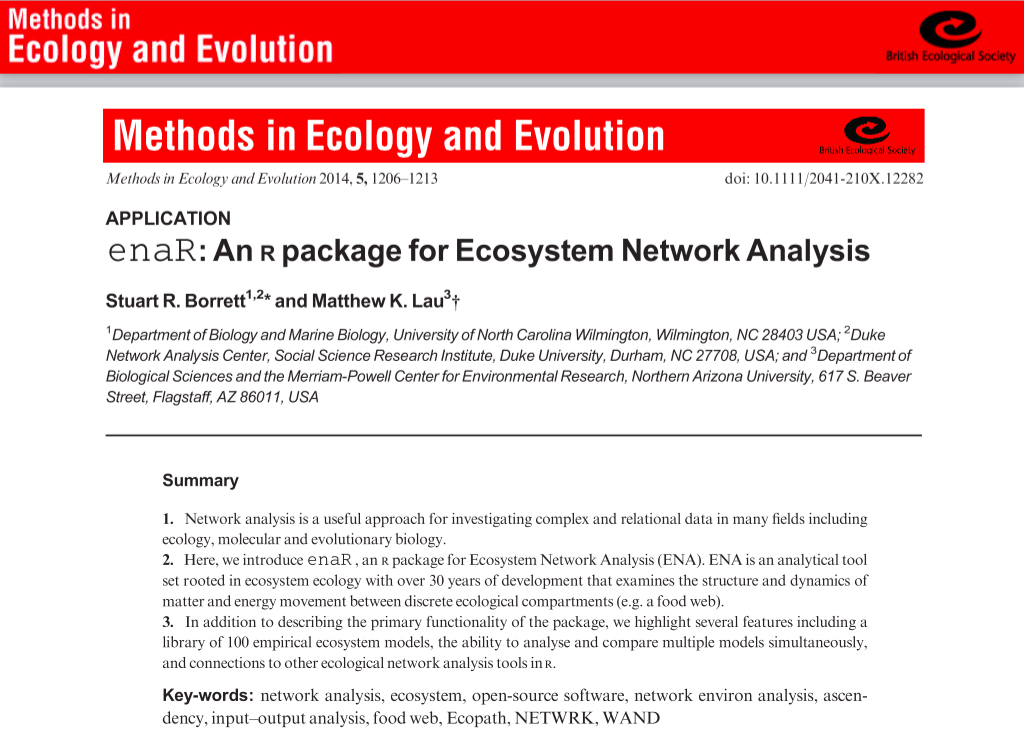 Methods in
Ecology and Evolution
British Ecological Society
Methods in Ecology and Evolution
British Ecological Society
Methods in Ecology and Evolution 2014, 5, 1206–1213
doi: 10.1111/2041-210X.12282
APPLICATION
enaR: An R package for Ecosystem Network Analysis
Stuart R. Borrett1,2* and Matthew K. Lau3†
1Department of Biology and Marine Biology, University of North Carolina Wilmington, Wilmington, NC 28403 USA; 2Duke
Network Analysis Center, Social Science Research Institute, Duke University, Durham, NC 27708, USA; and 3Department of
Biological Sciences and the Merriam-Powell Center for Environmental Research, Northern Arizona University, 617 S. Beaver
Street, Flagstaff, AZ 86011, USA
Summary
1. Network analysis is a useful approach for investigating complex and relational data in many fields including
ecology, molecular and evolutionary biology.
2. Here, we introduce enaR, an R package for Ecosystem Network Analysis (ENA). ENA is an analytical tool
set rooted in ecosystem ecology with over 30 years of development that examines the structure and dynamics of
matter and energy movement between discrete ecological compartments (e.g. a food web).
3. In addition to describing the primary functionality of the package, we highlight several features including a
library of 100 empirical ecosystem models, the ability to analyse and compare multiple models simultaneously,
and connections to other ecological network analysis tools in R.
Key-words: network analysis, ecosystem, open-source software, network environ analysis, ascen-
dency, input–output analysis, food web, Ecopath, NETWRK, WAND